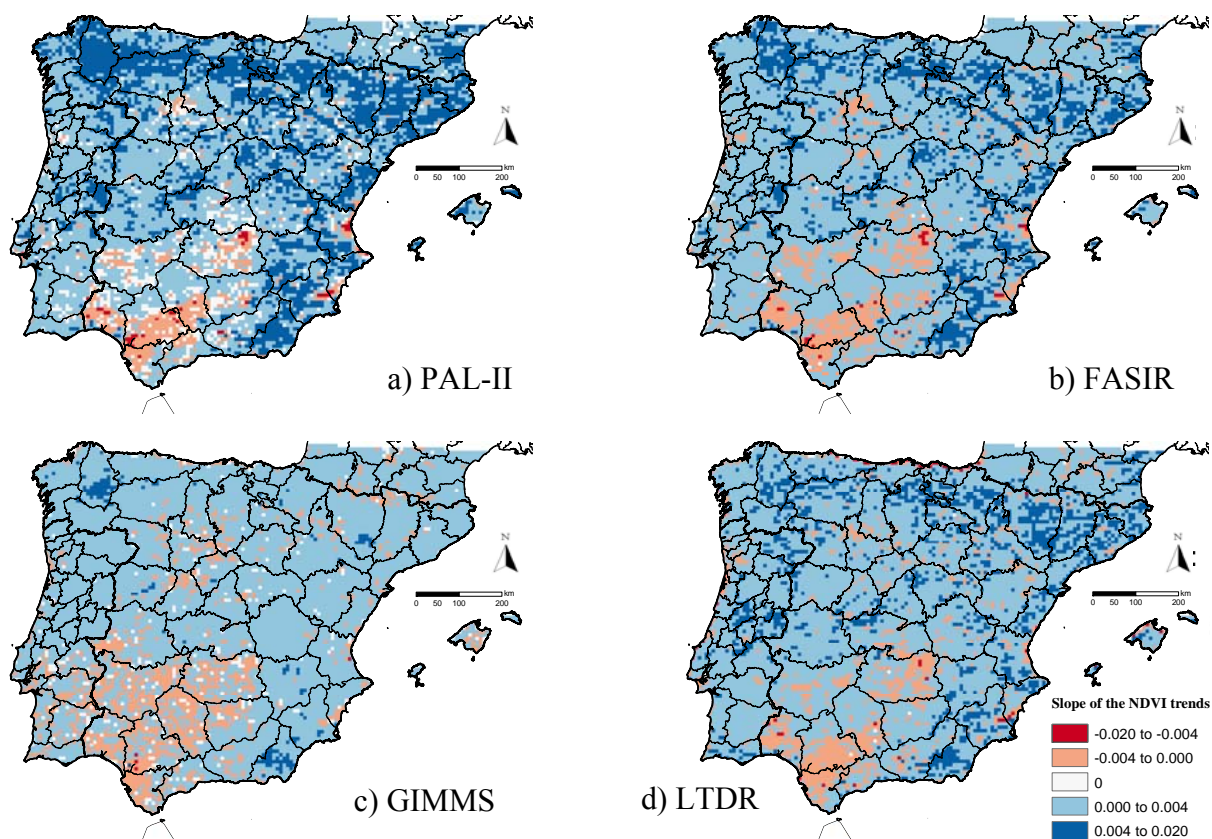 N
0 50 100 200 km
a) PAL-II
N
0 50 100 200 km
b) FASIR
N
0 50 100 200 km
c) GIMMS
N
0 50 100 200 km
d) LTDR
Slope of the NDVI trends
-0.020 to -0.004
-0.004 to 0.000
0
0.000 to 0.004
0.004 to 0.020